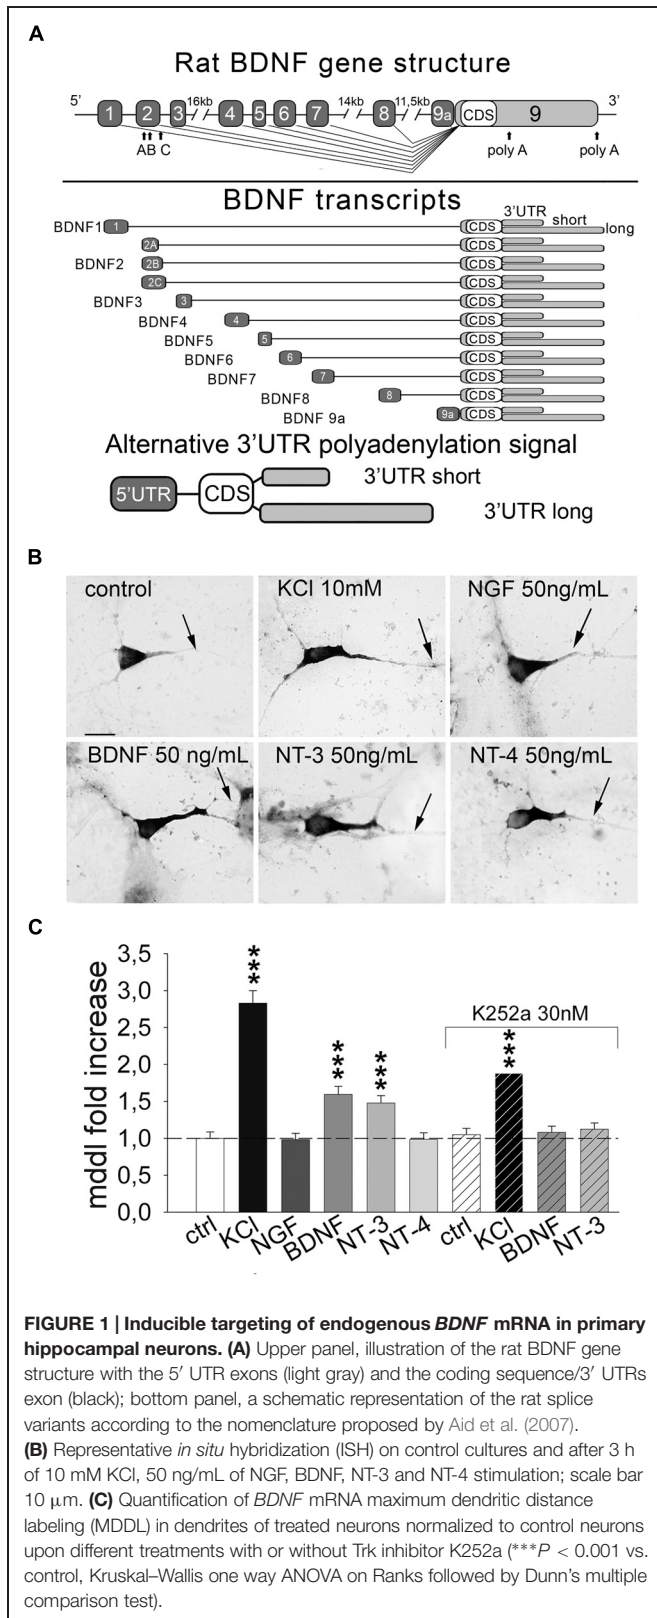 A
Rat BDNF gene structure
5’ 16kb 14kb 11,5kb 3’
1 2 3 4 5 6 7 8 9a CDS 9
AB C poly A poly A
BDNF transcripts
3’UTR
short
long
BDNF1 1 CDS
2A CDS
BDNF2 2B CDS
2C CDS
BDNF3 3 CDS
BDNF4 4 CDS
BDNF5 5 CDS
BDNF6 6 CDS
BDNF7 7 CDS
BDNF8 8 CDS
BDNF 9a 9a CDS
Alternative 3’UTR polyadenylation signal
3’UTR short
5’UTR CDS
3’UTR long
B
control KCl 10mM NGF 50ng/mL
BDNF 50 ng/mL NT-3 50ng/mL NT-4 50ng/mL
C
mddl fold increase
3,5
3,0
2,5
2,0
1,5
1,0
0,5
0,0
***
K252a 30nM
***
***
***
ctrl KCl NGF BDNF NT-3 NT-4 ctrl KCl BDNF NT-3
FIGURE 1 | Inducible targeting of endogenous BDNF mRNA in primary
hippocampal neurons. (A) Upper panel, illustration of the rat BDNF gene
structure with the 5′ UTR exons (light gray) and the coding sequence/3′ UTRs
exon (black); bottom panel, a schematic representation of the rat splice
variants according to the nomenclature proposed by Aid et al. (2007).
(B) Representative in situ hybridization (ISH) on control cultures and after 3 h
of 10 mM KCl, 50 ng/mL of NGF, BDNF, NT-3 and NT-4 stimulation; scale bar
10 μm. (C) Quantification of BDNF mRNA maximum dendritic distance
labeling (MDDL) in dendrites of treated neurons normalized to control neurons
upon different treatments with or without Trk inhibitor K252a (***P < 0.001 vs.
control, Kruskal–Wallis one way ANOVA on Ranks followed by Dunn’s multiple
comparison test).